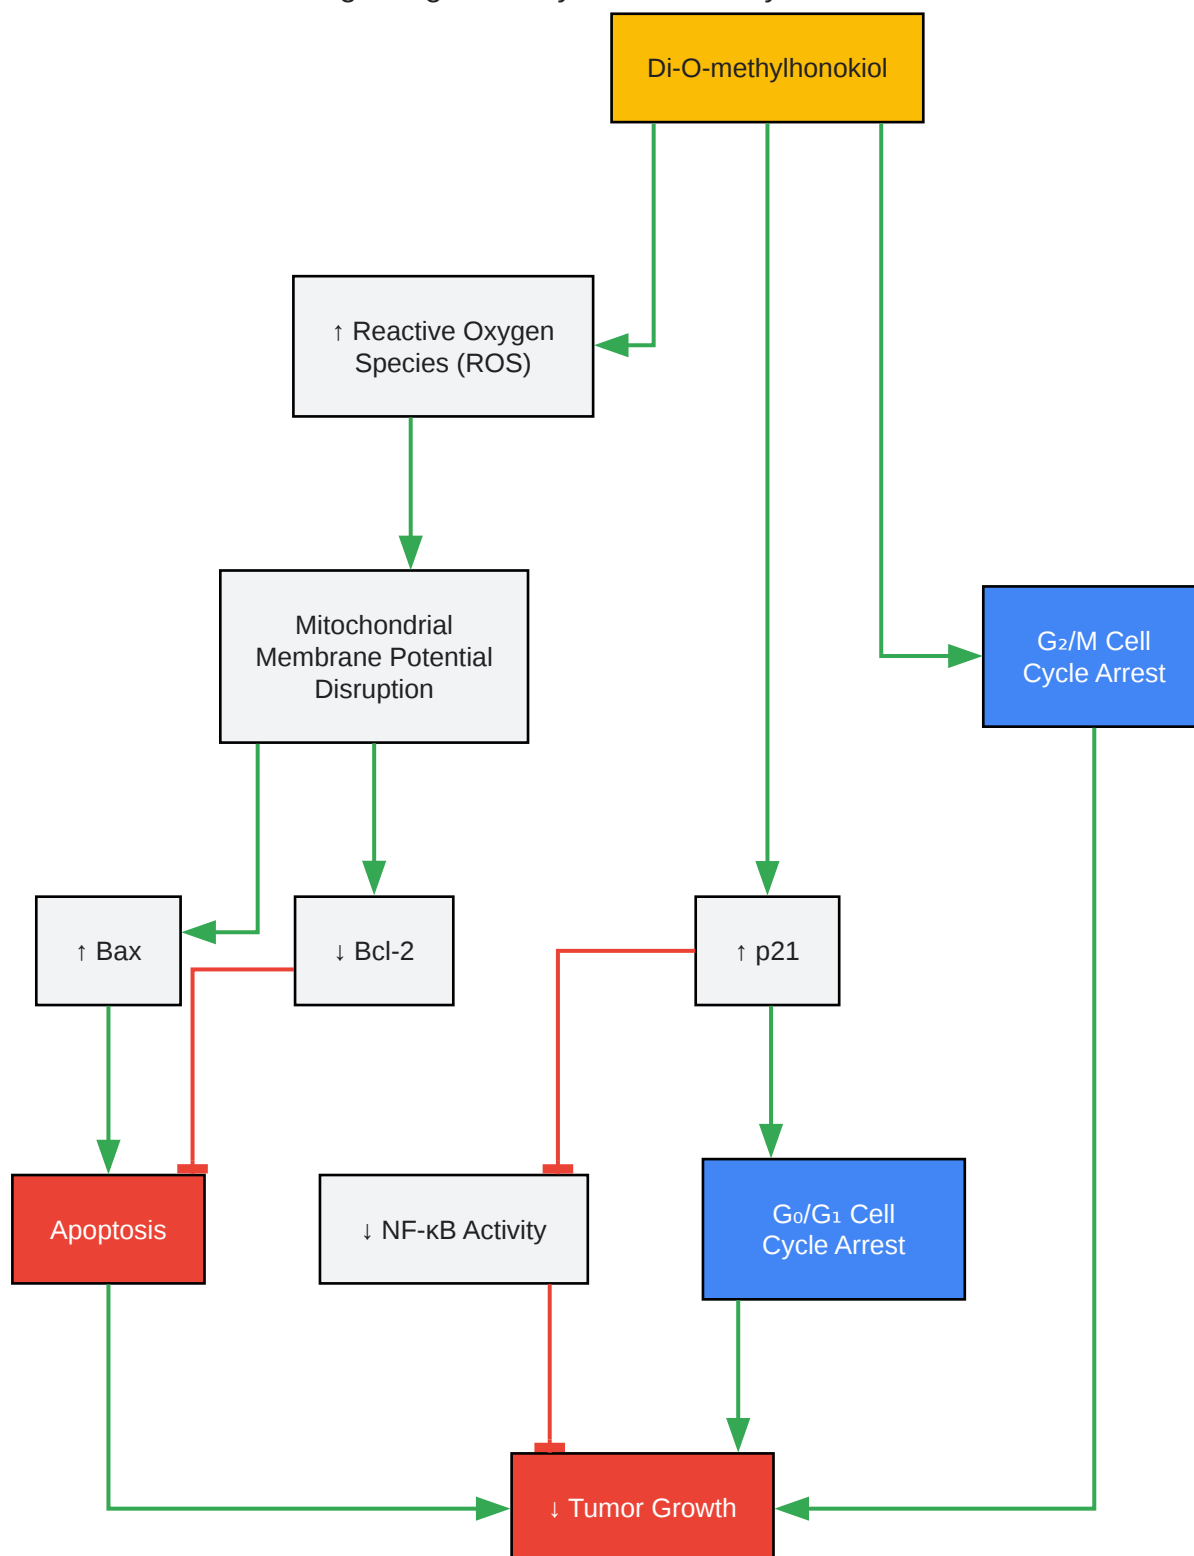 Di-O-methylhonokiol
↑ Reactive Oxygen
Species (ROS)
Mitochondrial
Membrane Potential
Disruption
G₂/M Cell
Cycle Arrest
↑ Bax
↓ Bcl-2
↑ p21
Apoptosis
↓ NF-κB Activity
G₀/G₁ Cell
Cycle Arrest
↓ Tumor Growth